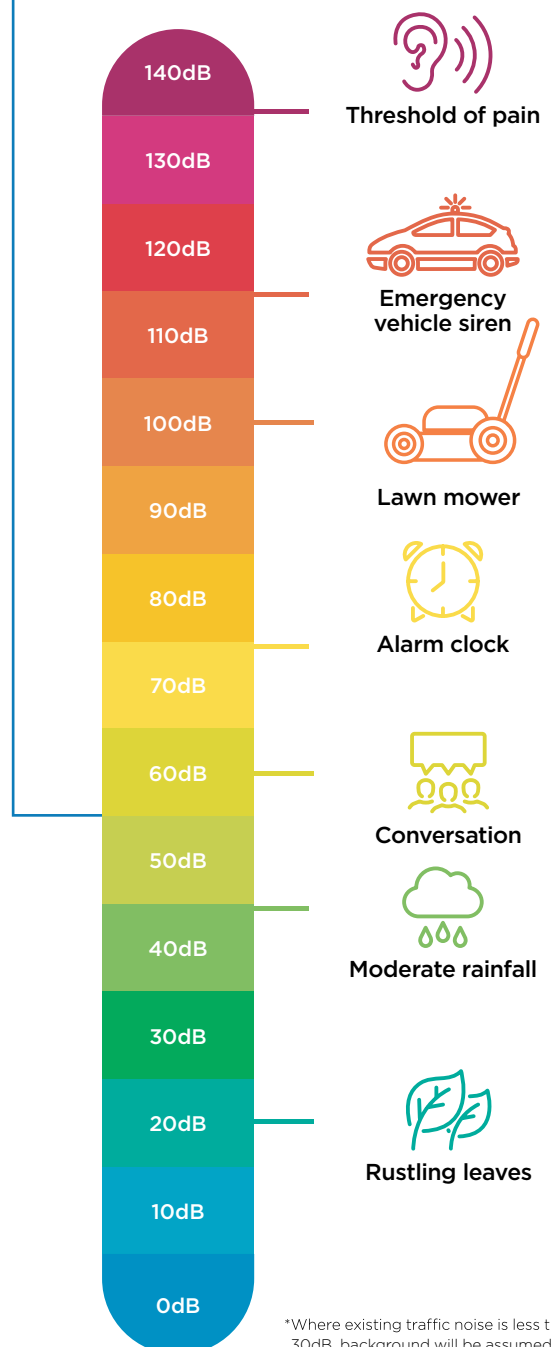 140dB
Threshold of pain
130dB
120dB
Emergency
vehicle siren
110dB
100dB
Lawn mower
90dB
80dB
Alarm clock
70dB
60dB
Conversation
50dB
40dB
Moderate rainfall
30dB
20dB
Rustling leaves
10dB
0dB
*Where existing traffic noise is less
30dB, background will be assumed